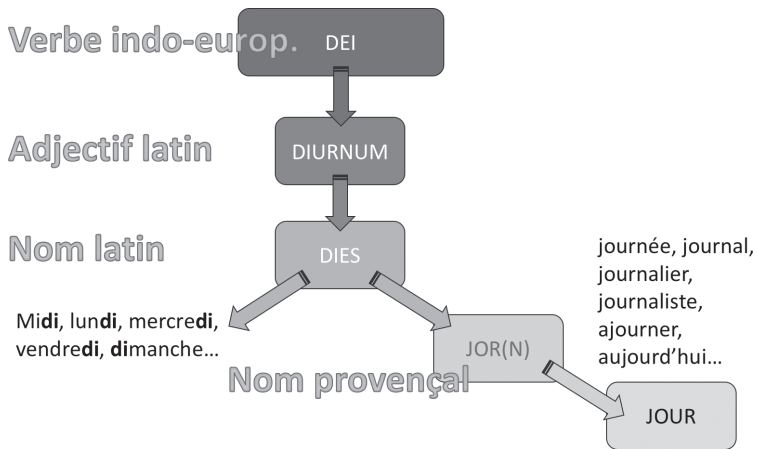 Verbe indo-europ.
DEI
Adjectif latin
DIURNUM
Nom latin
DIES
Midi, lundi, mercredi,
vendredi, dimanche…
Nom provençal
JOR(N)
journée, journal,
journalier,
journaliste,
ajourner,
aujourd’hui…
JOUR